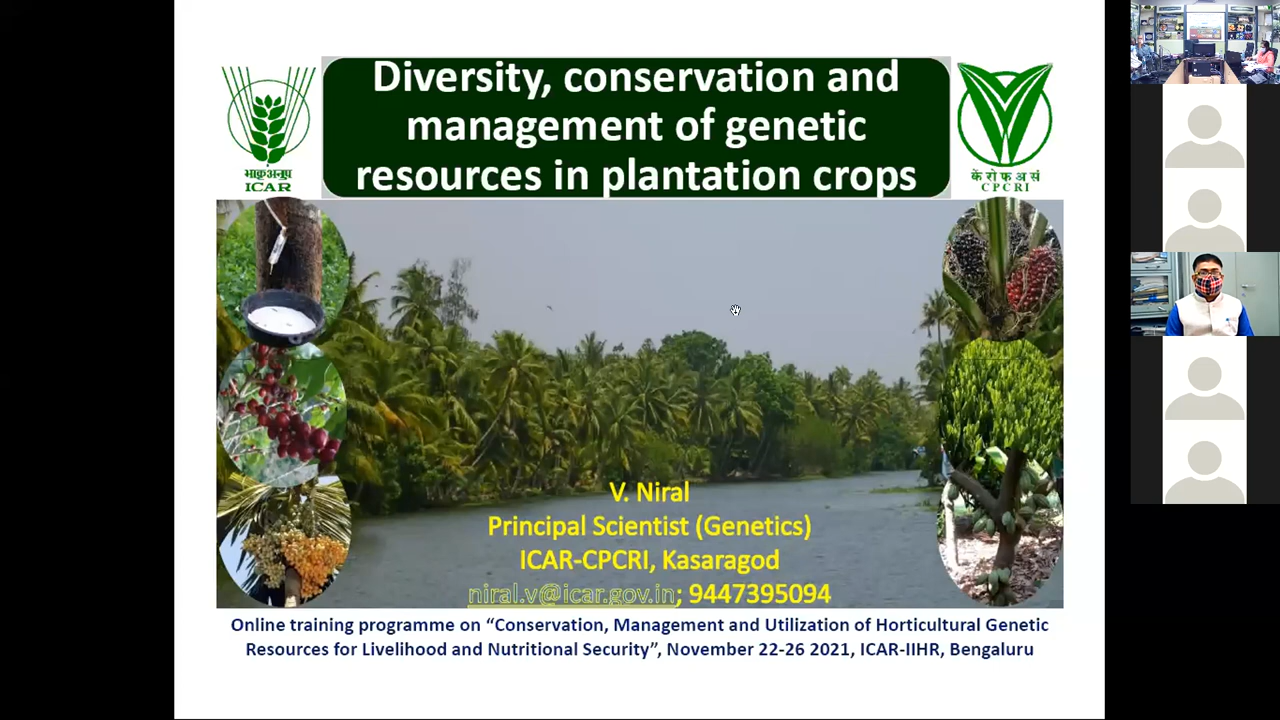 Diversity, conservation and
management of genetic
resources in plantation crops
भाकृअनुप
ICAR
के रो फ अ सं
CPCRI
V. Niral
Principal Scientist (Genetics)
ICAR-CPCRI, Kasaragod
niral.v@icar.gov.in; 9447395094
Online training programme on “Conservation, Management and Utilization of Horticultural Genetic
Resources for Livelihood and Nutritional Security”, November 22-26 2021, ICAR-IIHR, Bengaluru